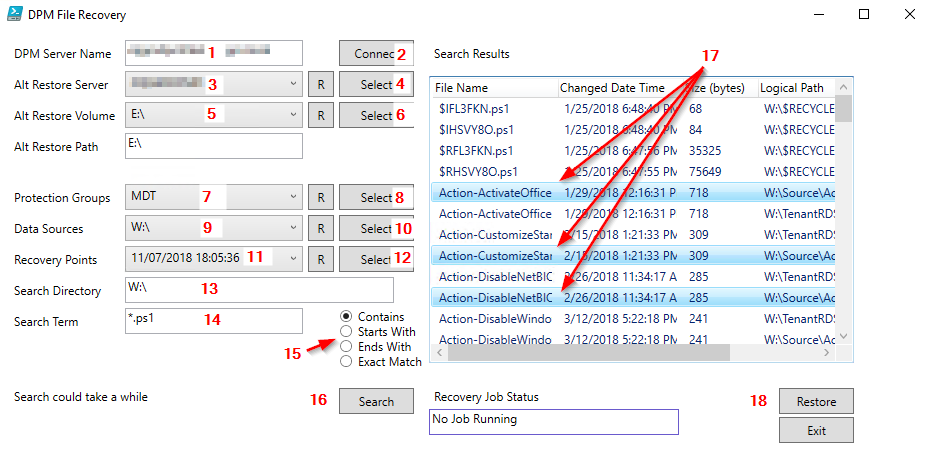 DPM File Recovery
DPM Server Name 1 Connec 2
Alt Restore Server 3 R Select 4
Alt Restore Volume E:\ 5 R Select 6
Alt Restore Path E:\
Protection Groups MDT 7 R Select 8
Data Sources W:\ 9 R Select 10
Recovery Points 11/07/2018 18:05:36 11 R Select 12
Search Directory W:\ 13
Search Term *.ps1 14
15
Contains
Starts With
Ends With
Exact Match
Search could take a while 16 Search
Search Results 17
File Name Changed Date Time ize (bytes) Logical Path
$IFL3FKN.ps1 1/25/2018 6:48:40 PM 68 W:\$RECYCLE
$IHSVY8O.ps1 1/25/2018 6:48:40 PM 84 W:\$RECYCLE
$RFL3FKN.ps1 1/25/2018 6:47:56 PM 35325 W:\$RECYCLE
$RHSVY8O.ps1 1/25/2018 6:47:55 PM 75649 W:\$RECYCLE
Action-ActivateOffice 1/29/2018 12:16:31 P 718 W:\Source\Ac
Action-ActivateOffice 1/29/2018 12:16:31 P 718 W:\TenantRDS
Action-CustomizeStar 2/15/2018 1:21:33 PM 309 W:\TenantRDS
Action-CustomizeStar 2/15/2018 1:21:33 PM 309 W:\Source\Ac
Action-DisableNetBIC 2/26/2018 11:34:17 A 285 W:\TenantRDS
Action-DisableNetBIC 2/26/2018 11:34:17 A 285 W:\Source\Ac
Action-DisableWindo 3/12/2018 5:22:18 PM 241 W:\TenantRDS
Action-DisableWindo 3/12/2018 5:22:18 PM 241 W:\Source\Ac
Recovery Job Status 18 Restore
No Job Running
Exit